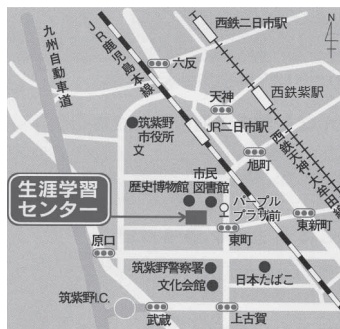 西鉄二日市駅
N
九州自動車道
JR鹿児島本線
六反
天神
西鉄紫駅
筑紫野
市役所
文
JR二日市駅
西鉄天神・大牟田線
旭町
市民
図書館
歴史博物館
生涯学習
センター
パープル
プラザ前
東町
東新町
原口
筑紫野警察署
文化会館
日本たばこ
筑紫野I.C.
武蔵
上古賀